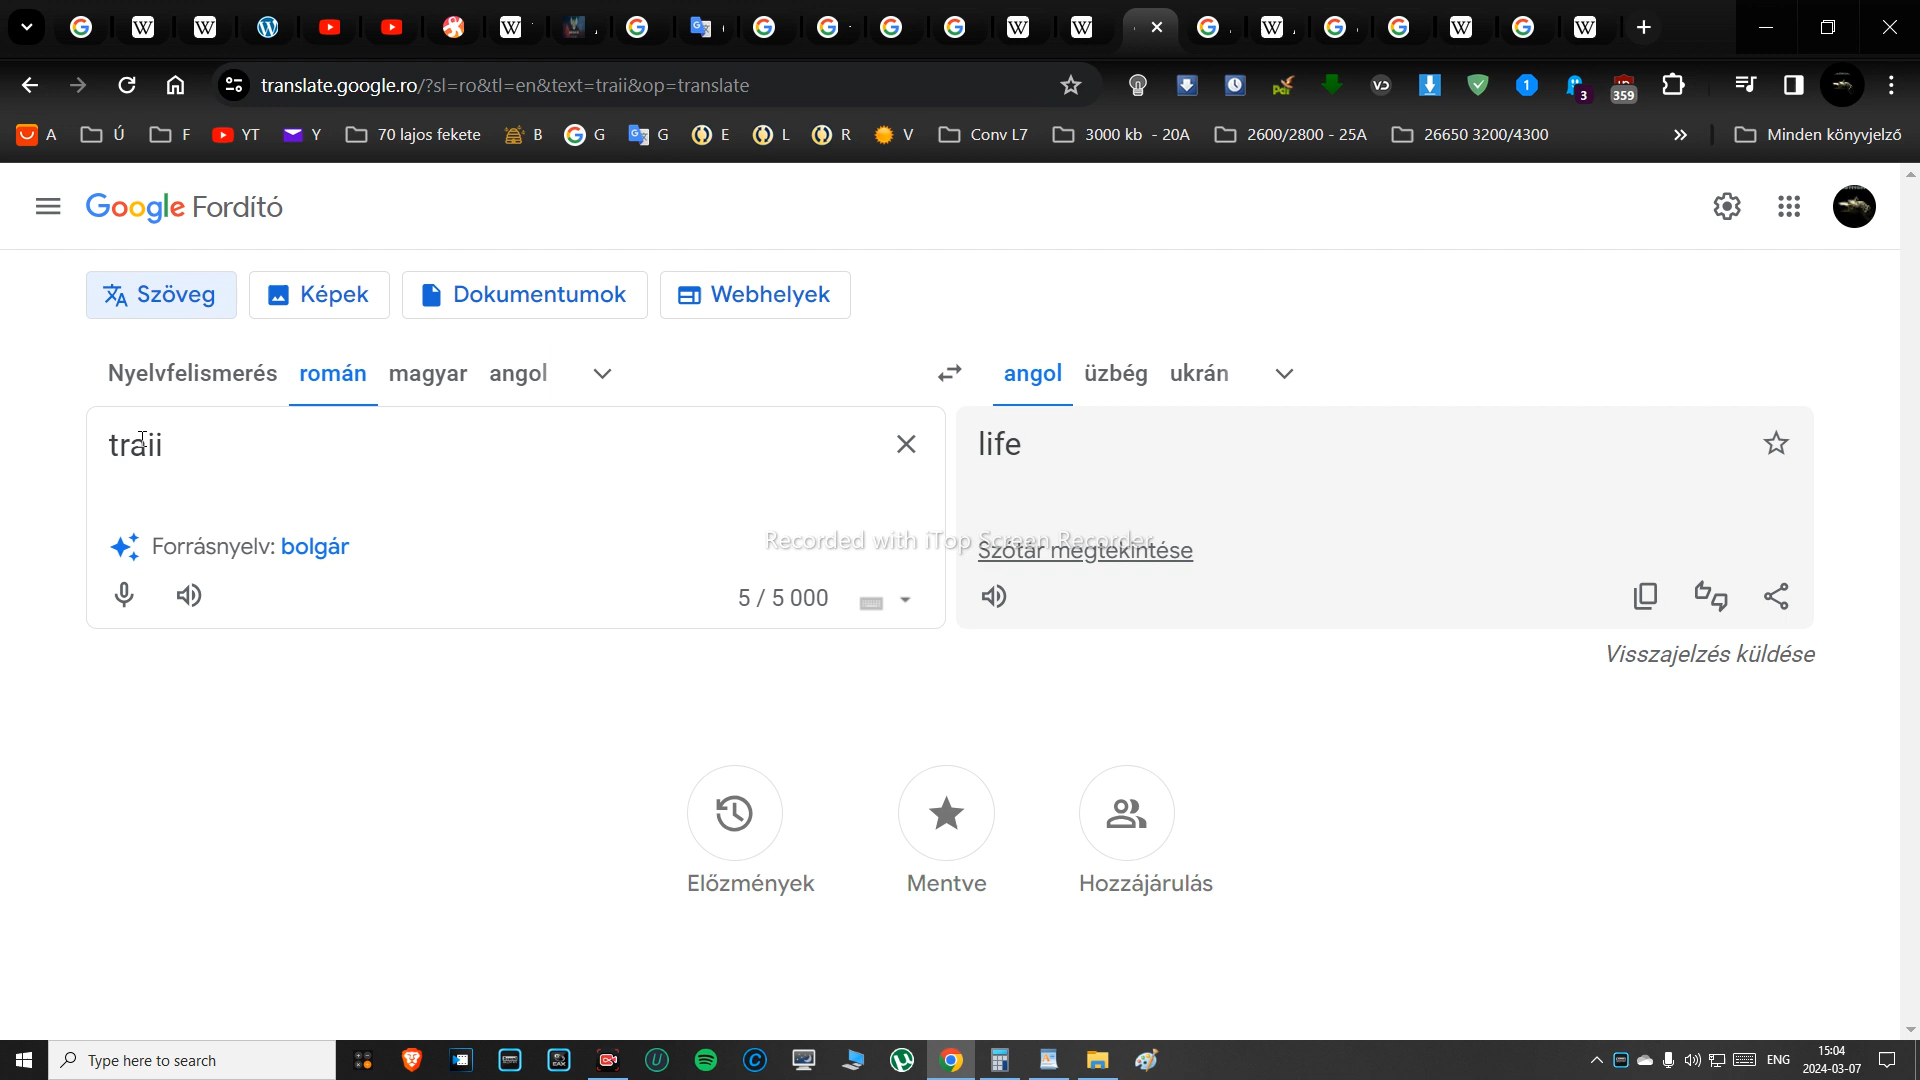 translate.google.ro/?sl=ro&tl=en&text=traii&op=translate
1
3
359
A
Ú
F
YT
Y
70 lajos fekete
B
G
G
E
L
R
V
Conv L7
3000 kb - 20A
2600/2800 - 25A
26650 3200/4300
Minden könyvjelző
Google Fordító
Szöveg
Képek
Dokumentumok
Webhelyek
Nyelvfelismerés román magyar angol
angol üzbég ukrán
traii
life
Forrásnyelv: bolgár
Recorded with iTop Screen Recorder
Szótár megtekintése
5 / 5 000
Visszajelzés küldése
Előzmények
Mentve
Hozzájárulás
Type here to search
ENG
15:04
2024-03-07